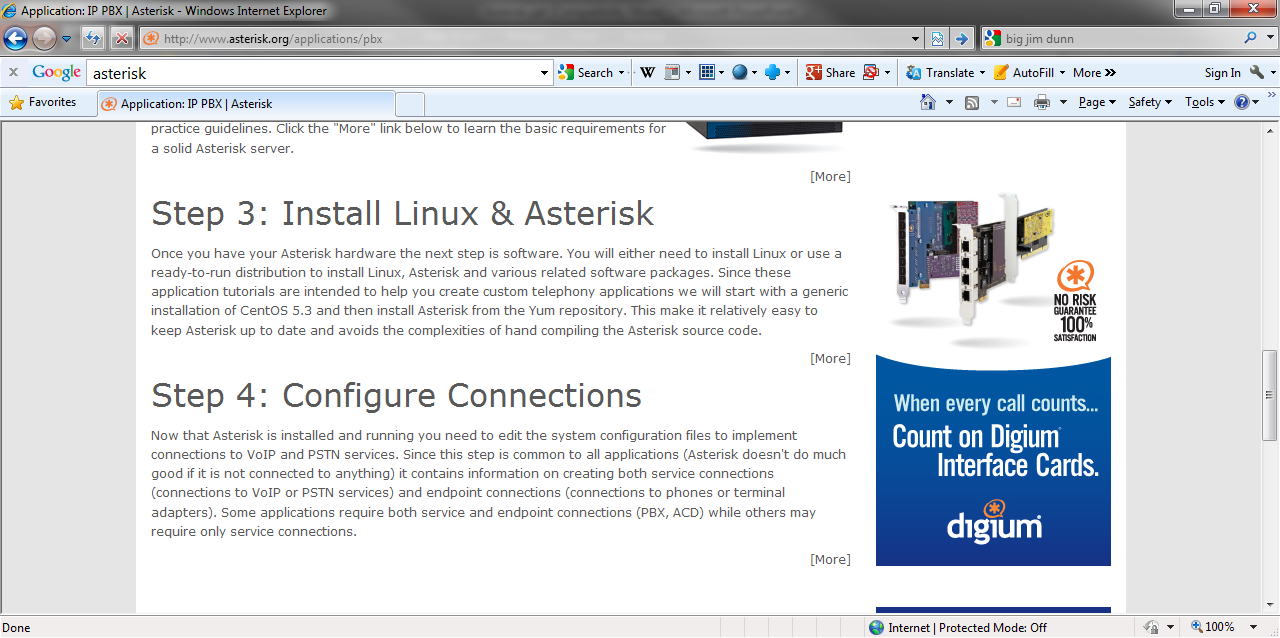 Application: IP PBX | Asterisk - Windows Internet Explorer
http://www.asterisk.org/applications/pbx
big jim dunn
x Google asterisk Search W Share Translate AutoFill More Sign In
Favorites Application: IP PBX | Asterisk Page Safety Tools
practice guidelines. Click the "More" link below to learn the basic requirements for
a solid Asterisk server.
[More]
Step 3: Install Linux & Asterisk
Once you have your Asterisk hardware the next step is software. You will either need to install Linux or use a
ready-to-run distribution to install Linux, Asterisk and various related software packages. Since these
application tutorials are intended to help you create custom telephony applications we will start with a generic
installation of CentOS 5.3 and then install Asterisk from the Yum repository. This make it relatively easy to
keep Asterisk up to date and avoids the complexities of hand compiling the Asterisk source code.
[More]
Step 4: Configure Connections
Now that Asterisk is installed and running you need to edit the system configuration files to implement
connections to VoIP and PSTN services. Since this step is common to all applications (Asterisk doesn't do much
good if it is not connected to anything) it contains information on creating both service connections
(connections to VoIP or PSTN services) and endpoint connections (connections to phones or terminal
adapters). Some applications require both service and endpoint connections (PBX, ACD) while others may
require only service connections.
[More]
NO RISK
GUARANTEE
100%
SATISFACTION
When every call counts...
Count on Digium
Interface Cards.
digium
Done Internet | Protected Mode: Off 100%